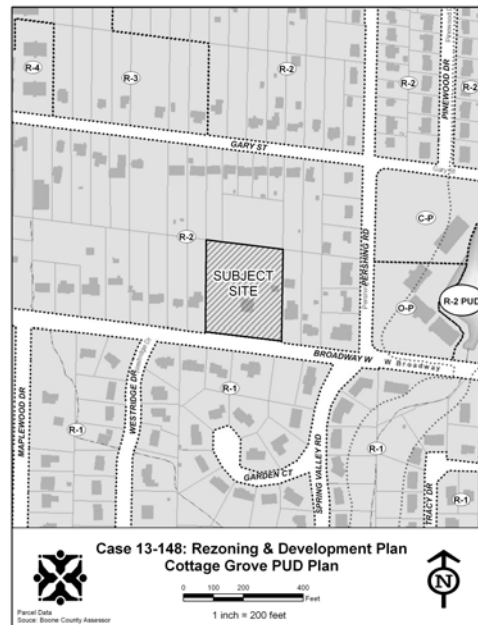 R-4
R-3
R-2
R-2
PINEWOOD DR
R-2
GARY ST
Gary St
R-2
C-P
SUBJECT
SITE
PERSHING RD
O-P
R-2 PUD
BROADWAY W
W Broadway
MAPLEWOOD DR
R-1
WESTRIDGE DR
R-1
GARDEN CT
SPRING VALLEY RD
R-1
TRACY DR
R-1
Case 13-148: Rezoning & Development Plan
Cottage Grove PUD Plan
0 100 200 400
Feet
1 inch = 200 feet
N
Parcel Data
Souce: Boone County Assessor